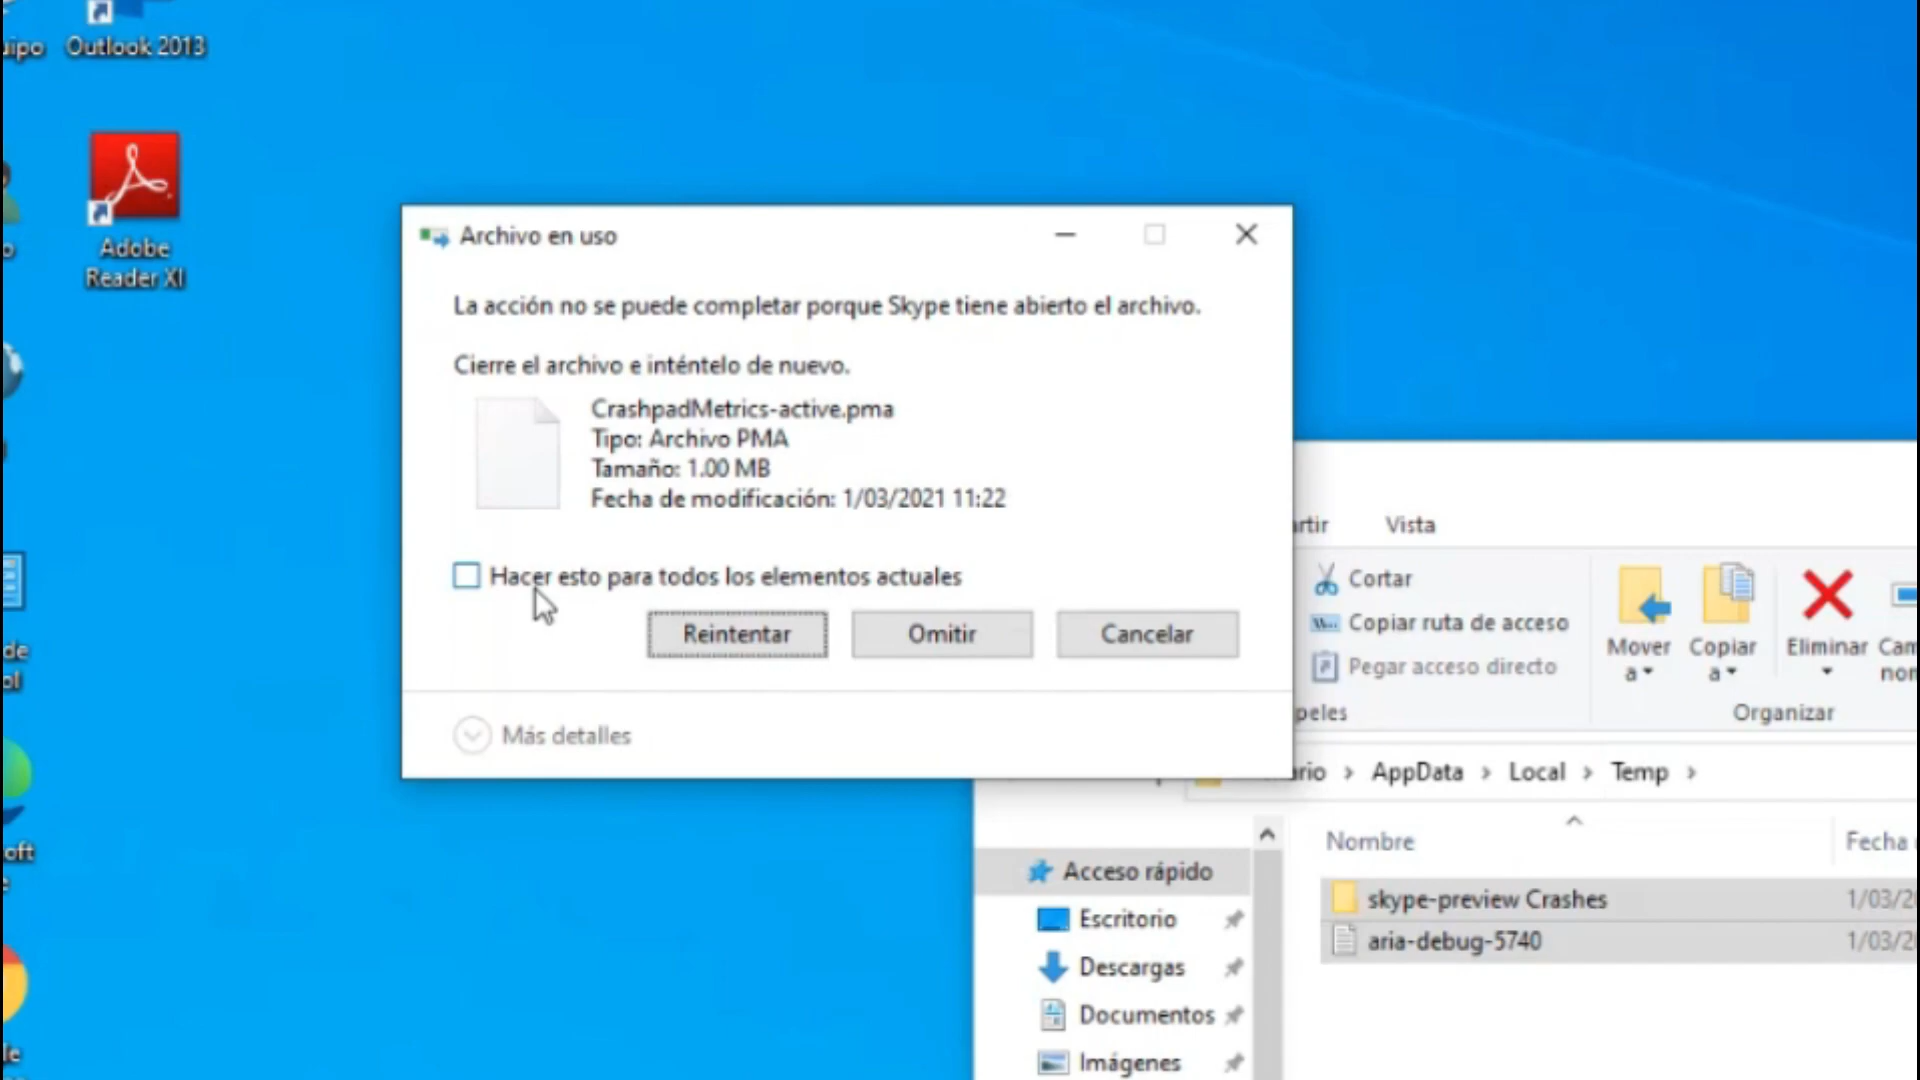 uipo
Outlook 2013
Adobe
Reader XI
Archivo en uso
La acción no se puede completar porque Skype tiene abierto el archivo.
Cierre el archivo e inténtelo de nuevo.
CrashpadMetrics-active.pma
Tipo: Archivo PMA
Tamaño: 1.00 MB
Fecha de modificación: 1/03/2021 11:22
Hacer esto para todos los elementos actuales
Reintentar
Omitir
Cancelar
Más detalles
artir
Vista
Cortar
Copiar ruta de acceso
Pegar acceso directo
peles
Mover
a
Copiar
a
Eliminar
Cam
nom
Organizar
ario > AppData > Local > Temp >
Nombre
Fecha
skype-preview Crashes
1/03/2
aria-debug-5740
1/03/2
Acceso rápido
Escritorio
Descargas
Documentos
Imágenes
o
de
ol
oft
e
le